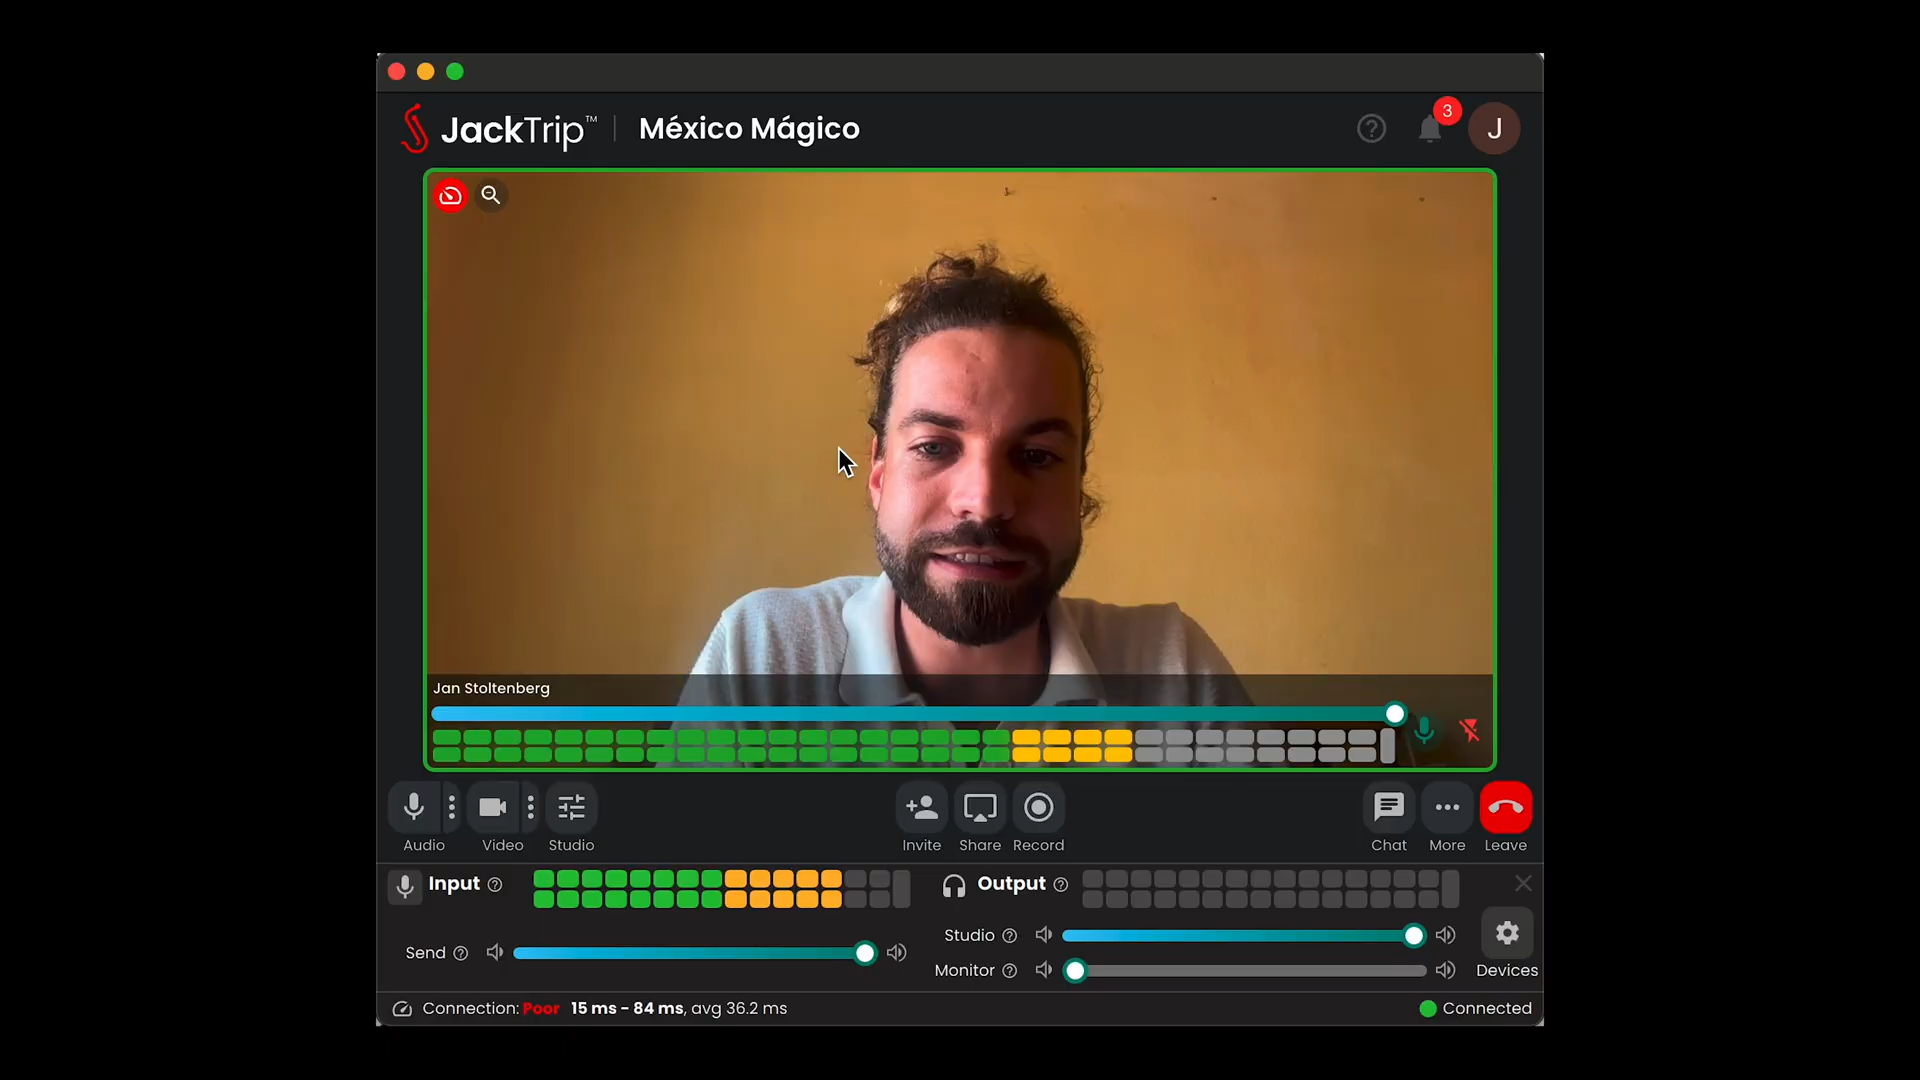 JackTrip™ México Mágico
3
J
Jan Stoltenberg
Audio Video Studio Invite Share Record Chat More Leave
Input Output
Studio
Send
Monitor Devices
Connection: Poor 15 ms - 84 ms, avg 36.2 ms Connected